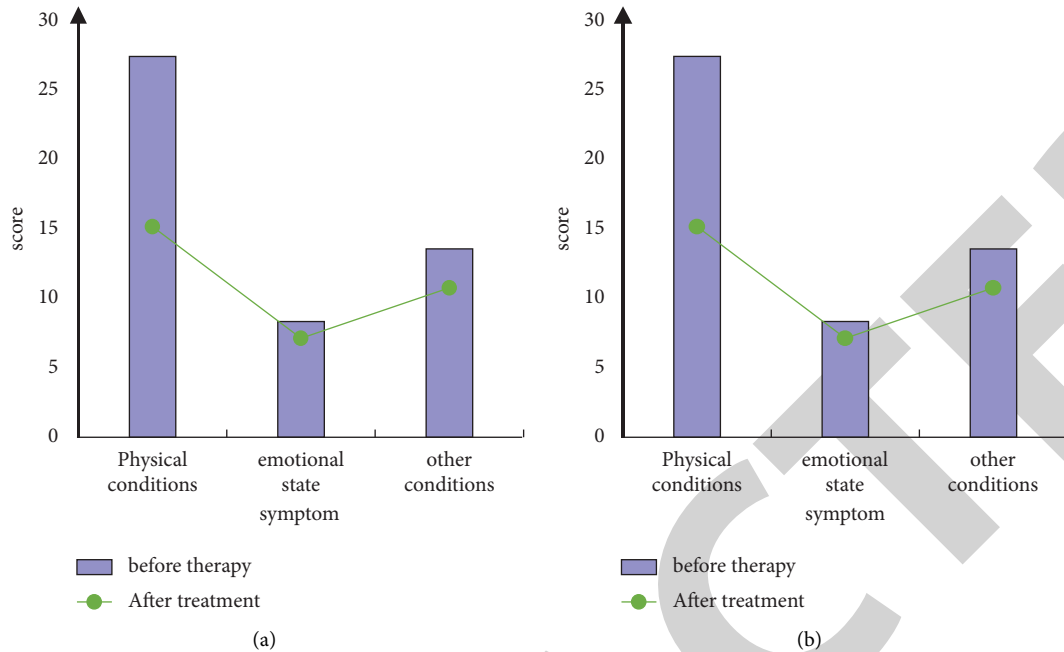 30
25
20
15
10
5
0
score
Physical conditions
emotional state
other conditions
symptom
before therapy
After treatment
(a)
30
25
20
15
10
5
0
score
Physical conditions
emotional state
other conditions
symptom
before therapy
After treatment
(b)